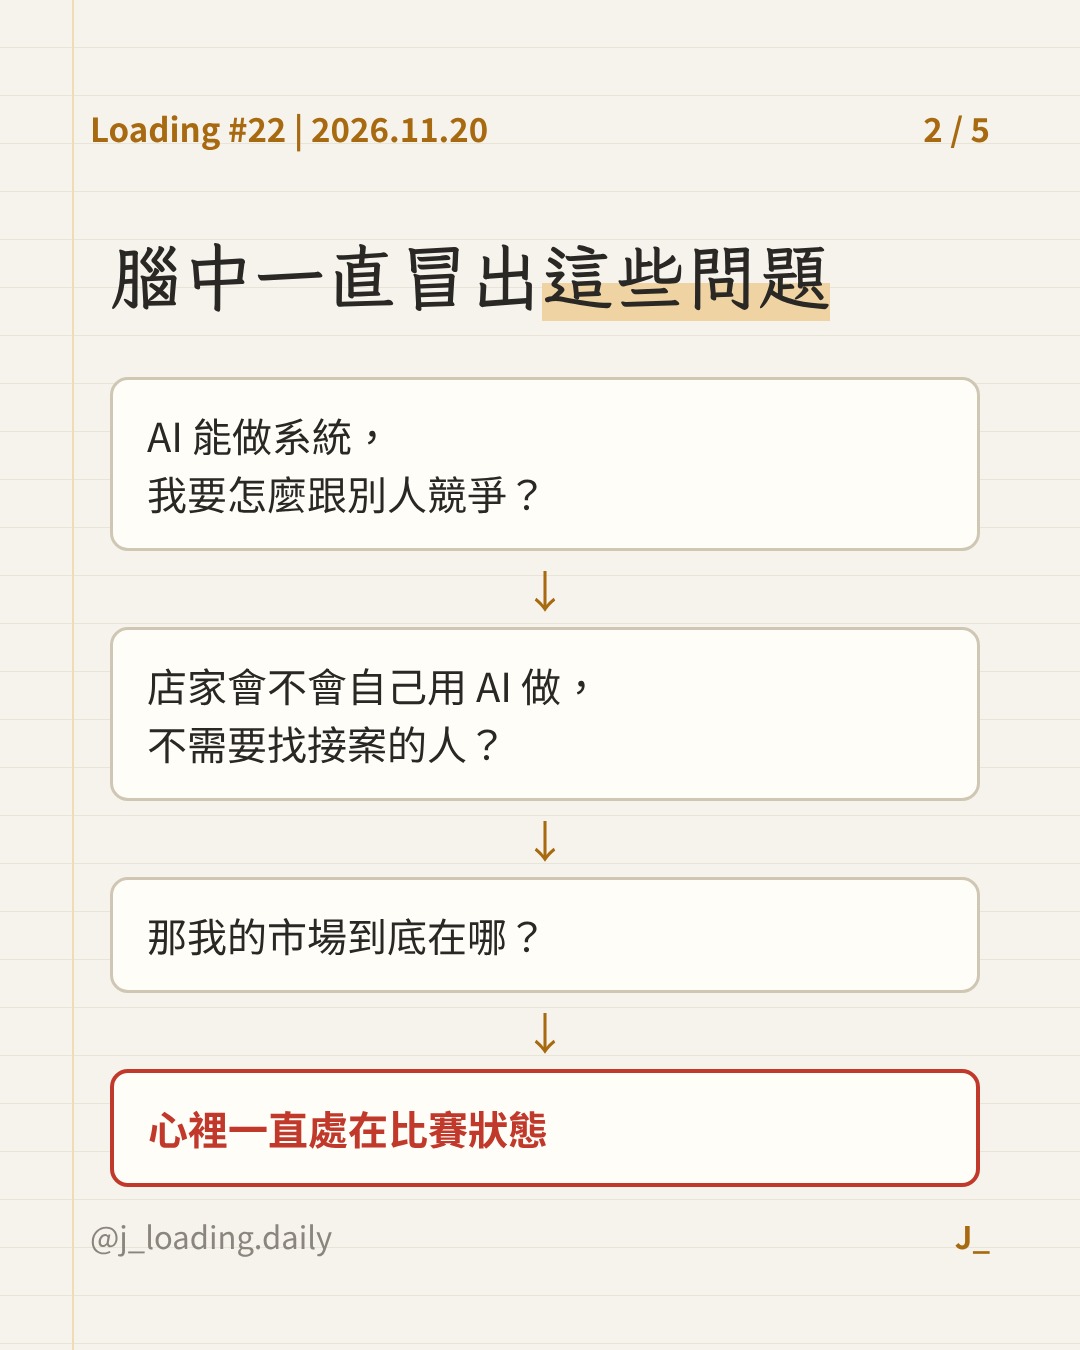 Loading #22 | 2026.11.20
2 / 5
腦中一直冒出這些問題
AI 能做系統，
我要怎麼跟別人競爭？
↓
店家會不會自己用 AI 做，
不需要找接案的人？
↓
那我的市場到底在哪？
↓
心裡一直處在比賽狀態
@j_loading.daily
J_